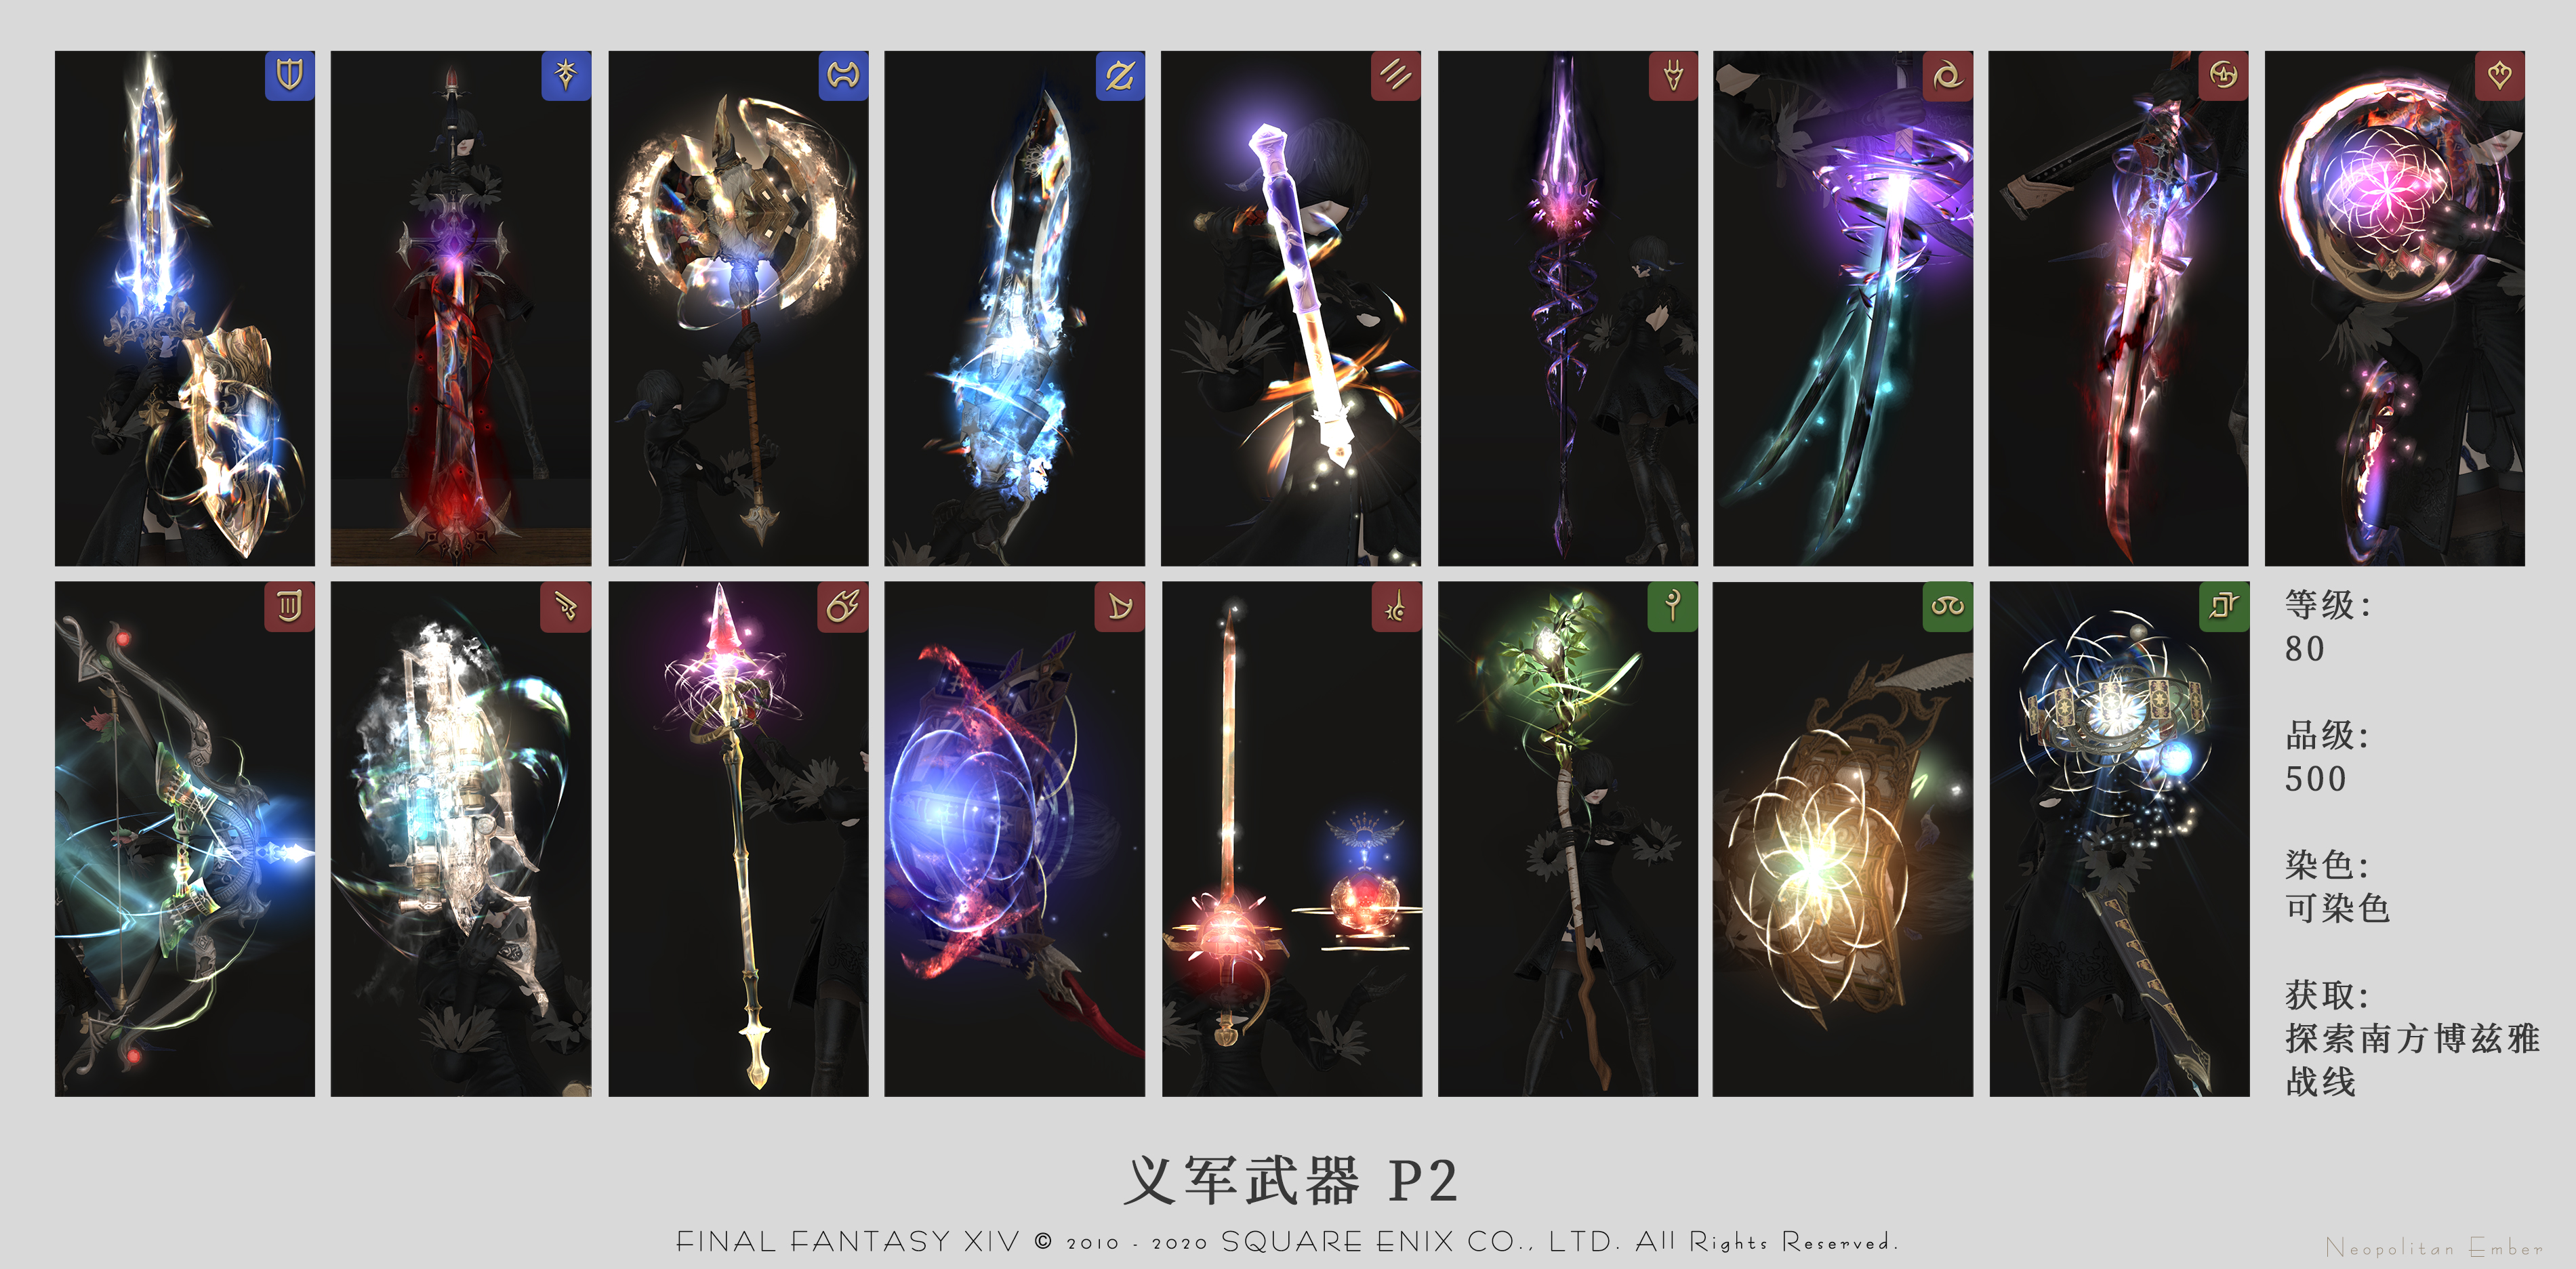 等级:
80
品级:
500
染色:
可染色
获取:
探索南方博兹雅
战线
义军武器 P2
FINAL FANTASY XIV © 2010 - 2020 SQUARE ENIX CO., LTD. All Rights Reserved.
Neopolitan Ember